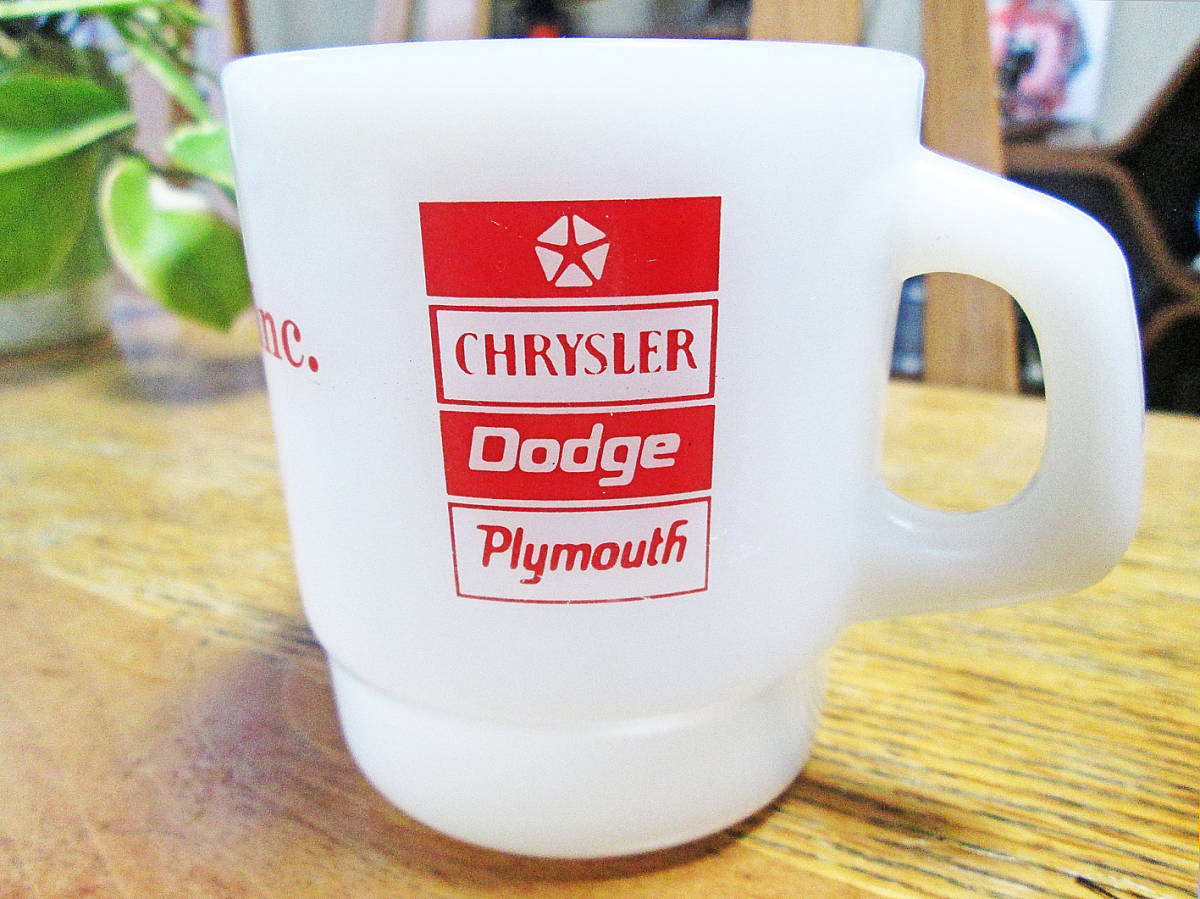 nc.
CHRYSLER
Dodge
Plymouth